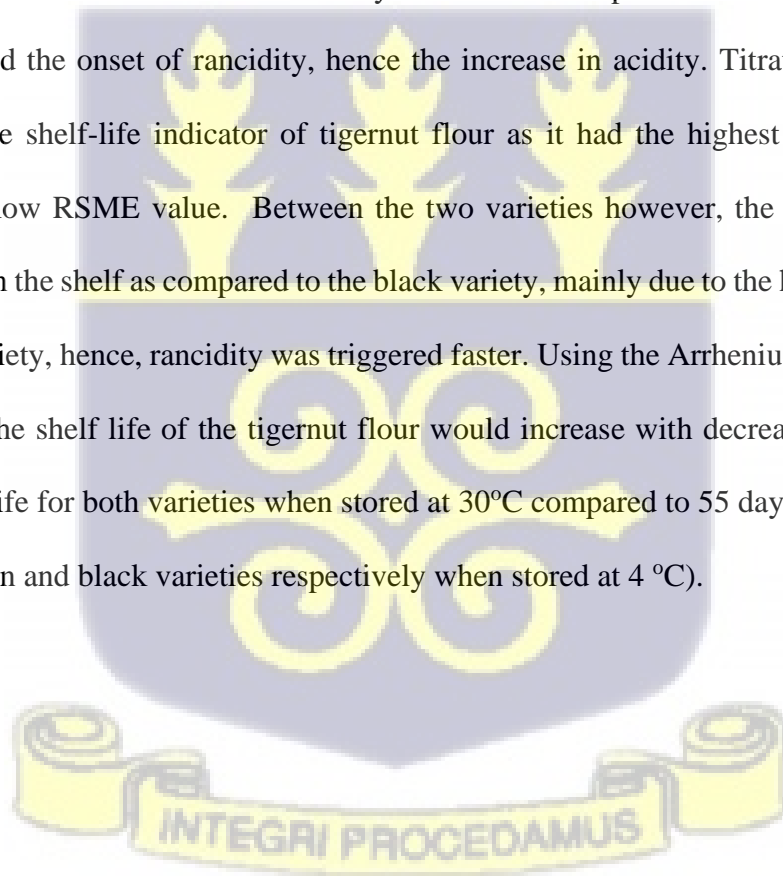 d the onset of rancidity, hence the increase in acidity. Titra
e shelf-life indicator of tigernut flour as it had the highest
low RSME value. Between the two varieties however, the
n the shelf as compared to the black variety, mainly due to the
iety, hence, rancidity was triggered faster. Using the Arrheniu
he shelf life of the tigernut flour would increase with decrea
ife for both varieties when stored at 30°C compared to 55 day
n and black varieties respectively when stored at 4 °C).
INTEGRI PROCEDAMUS